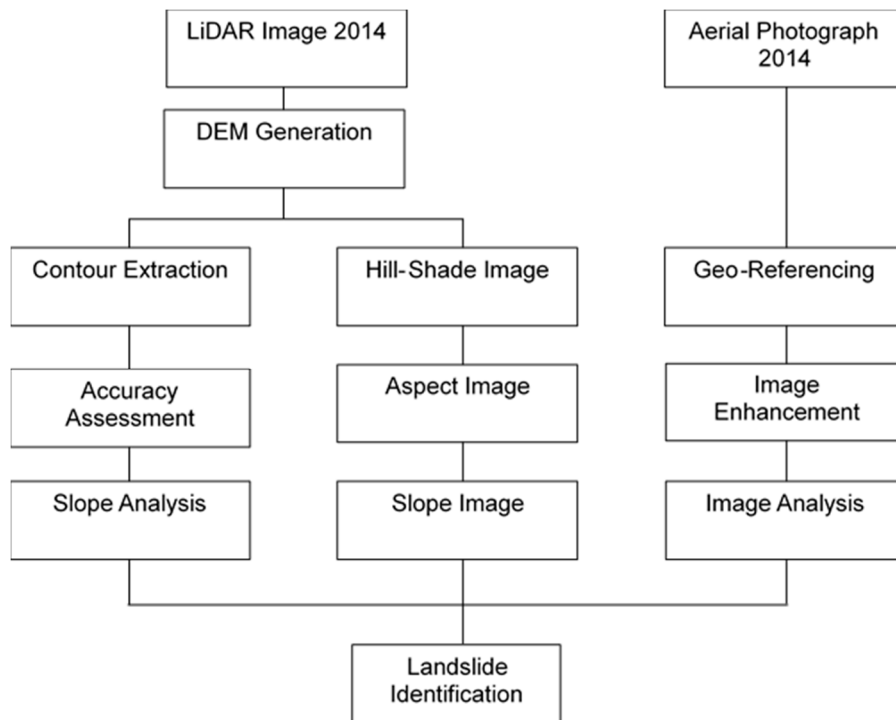 LiDAR Image 2014
Aerial Photograph
2014
DEM Generation
Contour Extraction
Hill-Shade Image
Geo-Referencing
Accuracy
Assessment
Aspect Image
Image
Enhancement
Slope Analysis
Slope Image
Image Analysis
Landslide
Identification